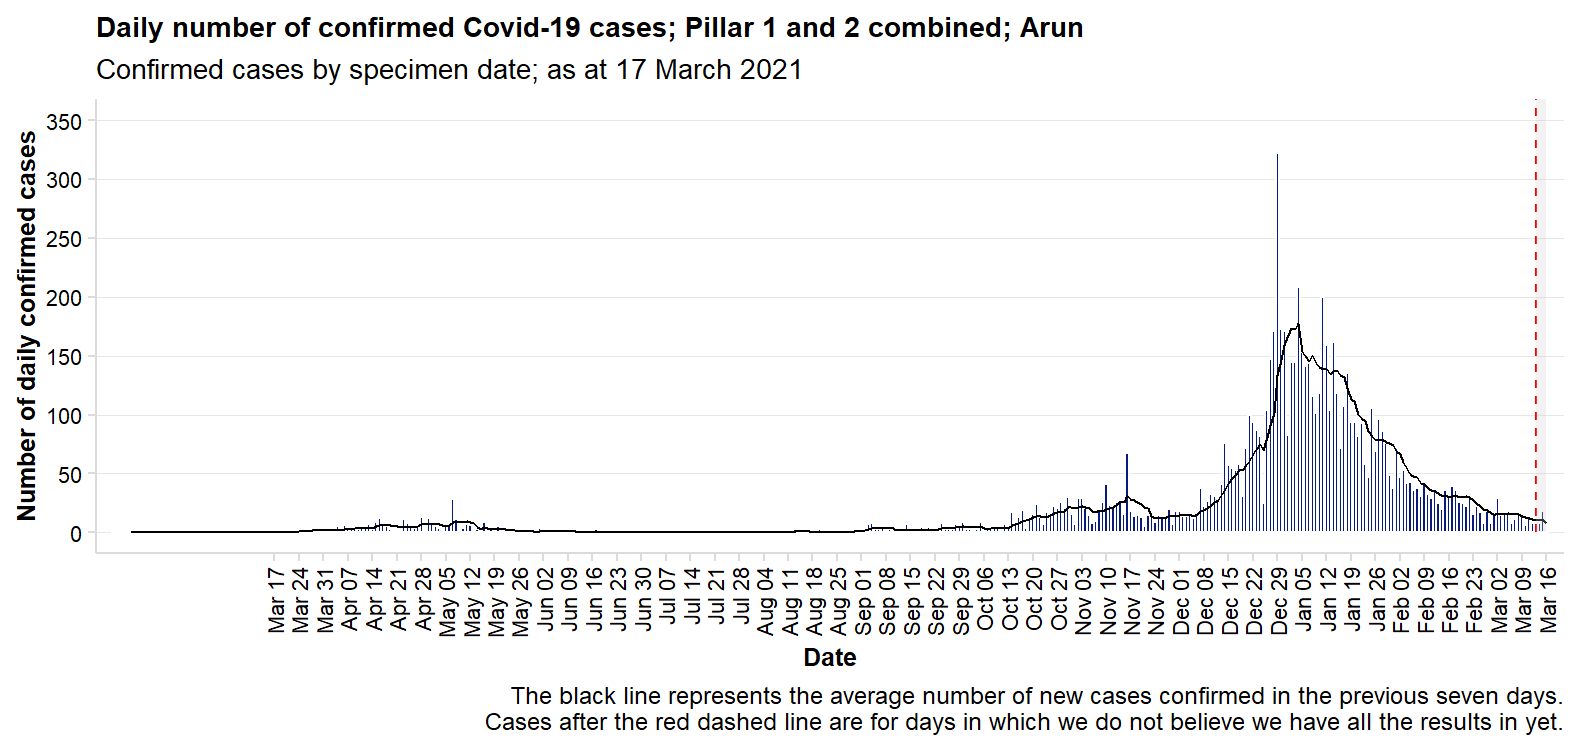 Daily number of confirmed Covid-19 cases; Pillar 1 and 2 combined; Arun
Confirmed cases by specimen date; as at 17 March 2021
Number of daily confirmed cases
350
300
250
200
150
100
50
0
Mar 17
Mar 24
Mar 31
Apr 07
Apr 14
Apr 21
Apr 28
May 05
May 12
May 19
May 26
Jun 02
Jun 09
Jun 16
Jun 23
Jun 30
Jul 07
Jul 14
Jul 21
Jul 28
Aug 04
Aug 11
Aug 18
Aug 25
Sep 01
Sep 08
Sep 15
Sep 22
Sep 29
Oct 06
Oct 13
Oct 20
Oct 27
Nov 03
Nov 10
Nov 17
Nov 24
Dec 01
Dec 08
Dec 15
Dec 22
Dec 29
Jan 05
Jan 12
Jan 19
Jan 26
Feb 02
Feb 09
Feb 16
Feb 23
Mar 02
Mar 09
Mar 16
Date
The black line represents the average number of new cases confirmed in the previous seven days.
Cases after the red dashed line are for days in which we do not believe we have all the results in yet.